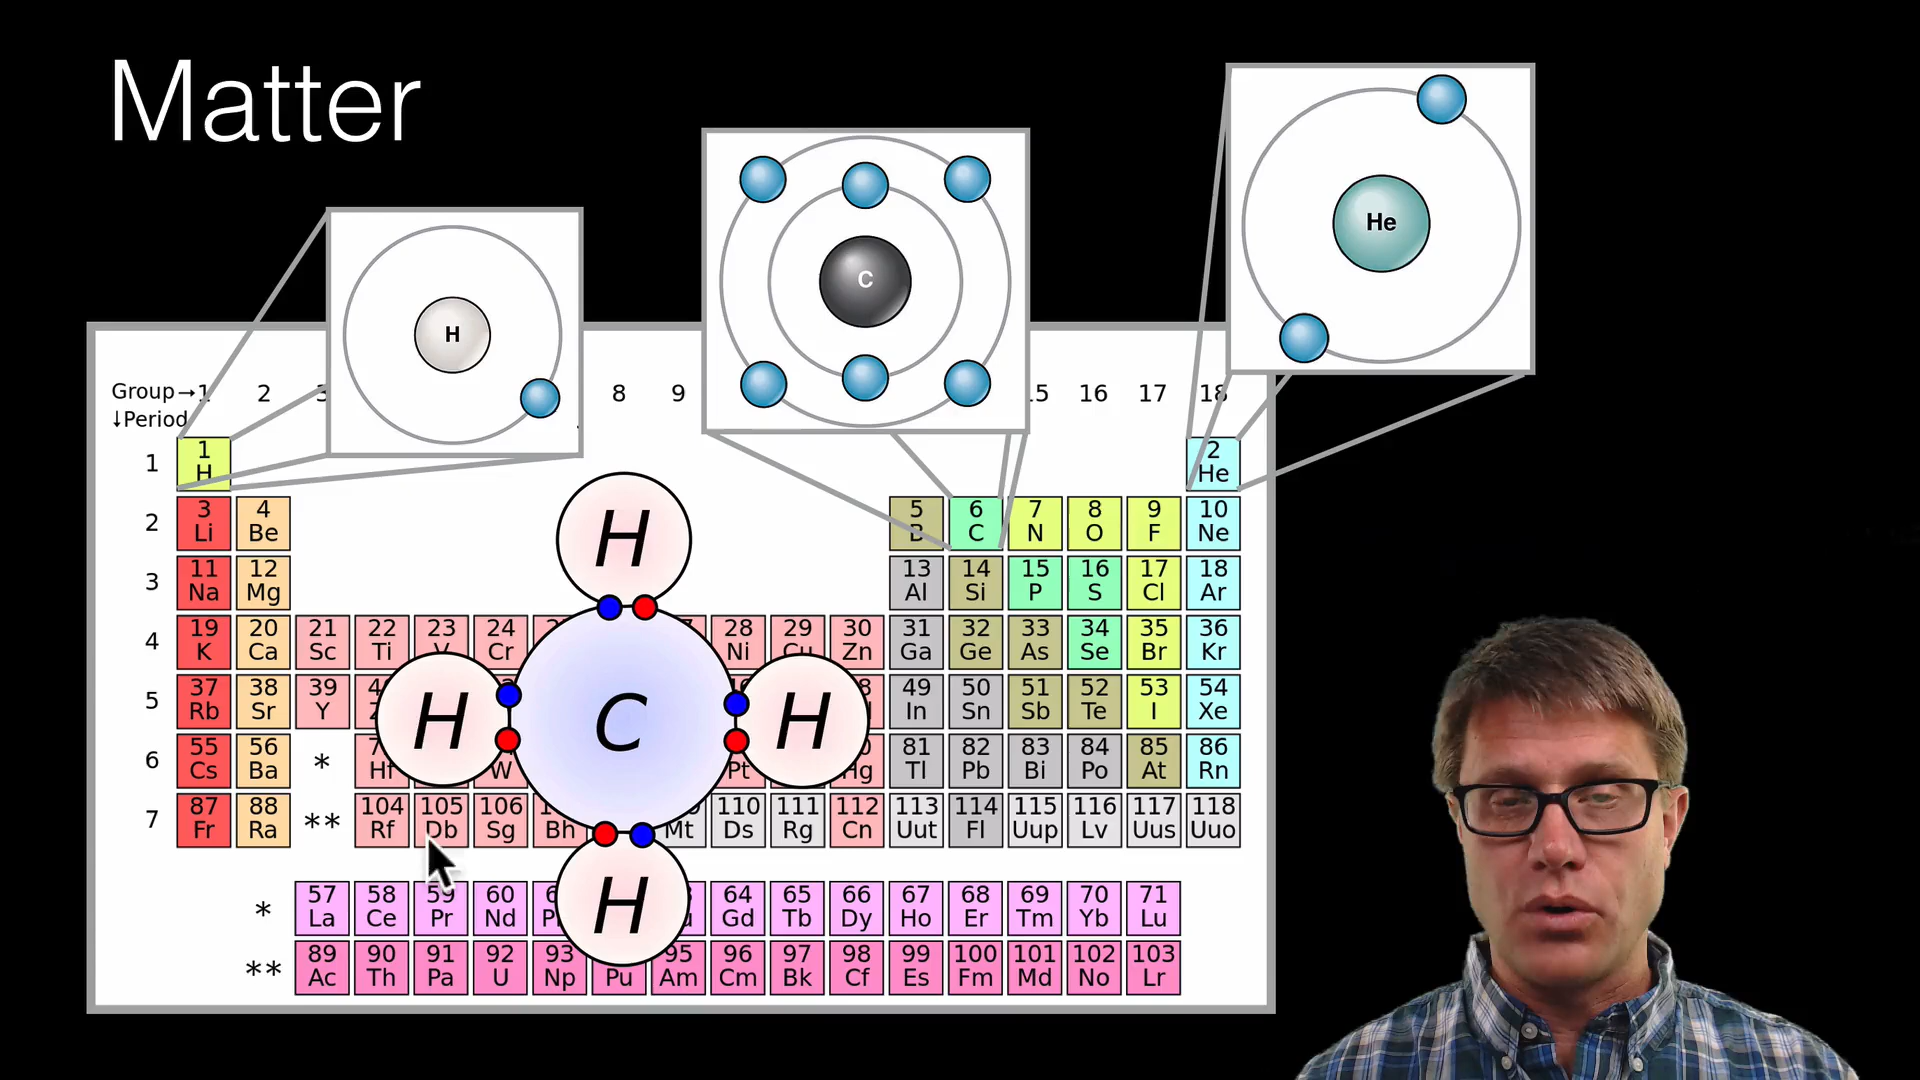 Matter
He
C
H
Group→1 2 8 9 16 17 18
↓Period
1 1 2
H He
2 3 4 5 6 7 8 9 10
Li Be B C N O F Ne
3 11 12 13 14 15 16 17 18
Na Mg Al Si P S Cl Ar
4 19 20 21 22 23 24 28 29 30 31 32 33 34 35 36
K Ca Sc Ti Cr Ni Cu Zn Ga Ge As Se Br Kr
5 37 38 39 49 50 51 52 53 54
Rb Sr Y In Sn Sb Te I Xe
6 55 56 * 81 82 83 84 85 86
Cs Ba Hf W Pt Hg Tl Pb Bi Po At Rn
7 87 88 ** 104 105 106 110 111 112 113 114 115 116 117 118
Fr Ra Rf Db Sg Bh Mt Ds Rg Cn Uut Fl Uup Lv Uus Uuo
H
H C H
H
* 57 58 59 60 64 65 66 67 68 69 70 71
La Ce Pr Nd Gd Tb Dy Ho Er Tm Yb Lu
** 89 90 91 92 93 95 96 97 98 99 100 101 102 103
Ac Th Pa U Np Pu Am Cm Bk Cf Es Fm Md No Lr